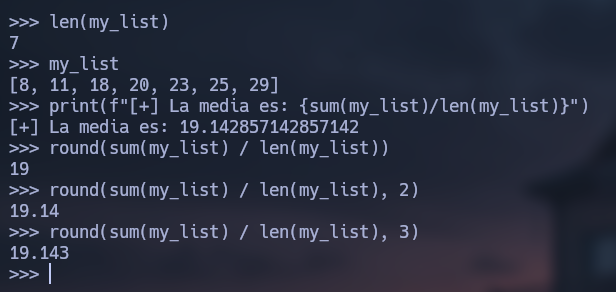 >>> len(my_list)
7
>>> my_list
[8, 11, 18, 20, 23, 25, 29]
>>> print(f"[+] La media es: {sum(my_list)/len(my_list)}")
[+] La media es: 19.142857142857142
>>> round(sum(my_list) / len(my_list))
19
>>> round(sum(my_list) / len(my_list), 2)
19.14
>>> round(sum(my_list) / len(my_list), 3)
19.143
>>>